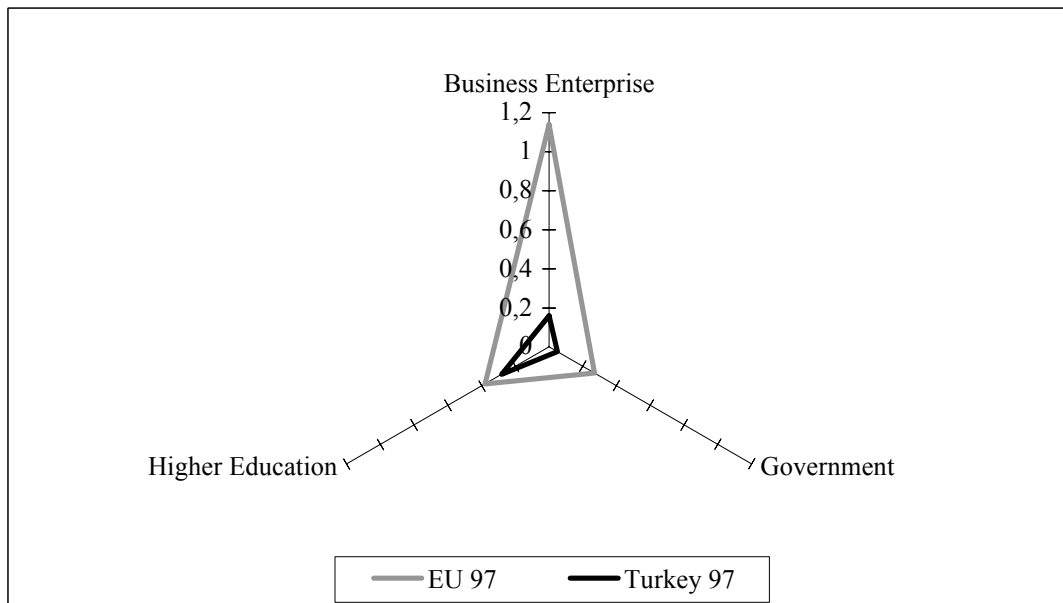 Business Enterprise
1,2
1
0,8
0,6
0,4
0,2
0
Higher Education
Government
EU 97
Turkey 97